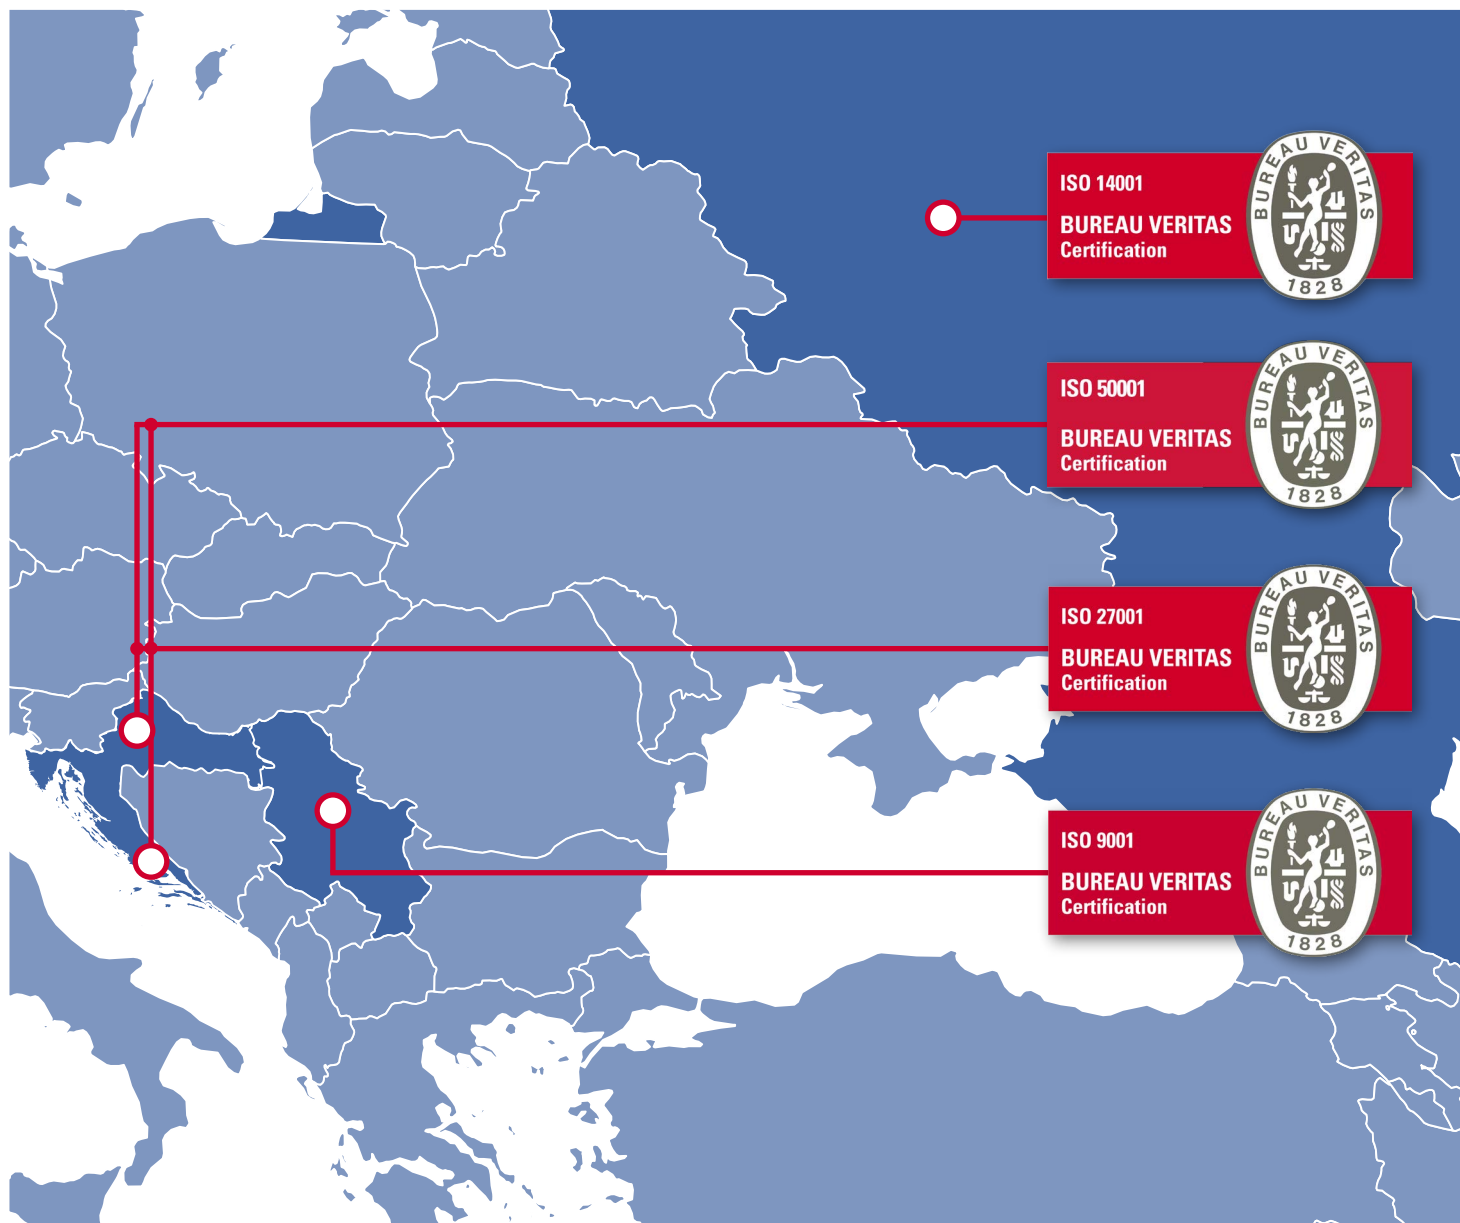 ISO 14001
BUREAU VERITAS
Certification
BUREAU VERITAS
1828
ISO 50001
BUREAU VERITAS
Certification
BUREAU VERITAS
1828
ISO 27001
BUREAU VERITAS
Certification
BUREAU VERITAS
1828
ISO 9001
BUREAU VERITAS
Certification
BUREAU VERITAS
1828